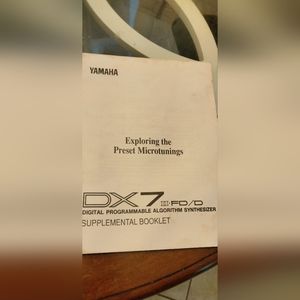 YAMAHA
Exploring the
Preset Microtunings
DX7 II FD/D
DIGITAL PROGRAMMABLE ALGORITHM SYNTHESIZER
SUPPLEMENTAL BOOKLET